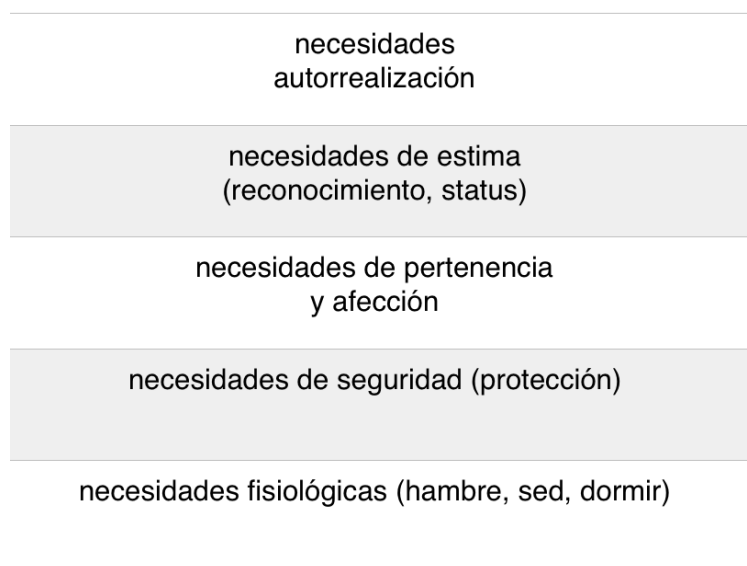 necesidades
autorrealización
necesidades de estima
(reconocimiento, status)
necesidades de pertenencia
y afección
necesidades de seguridad (protección)
necesidades fisiológicas (hambre, sed, dormir)